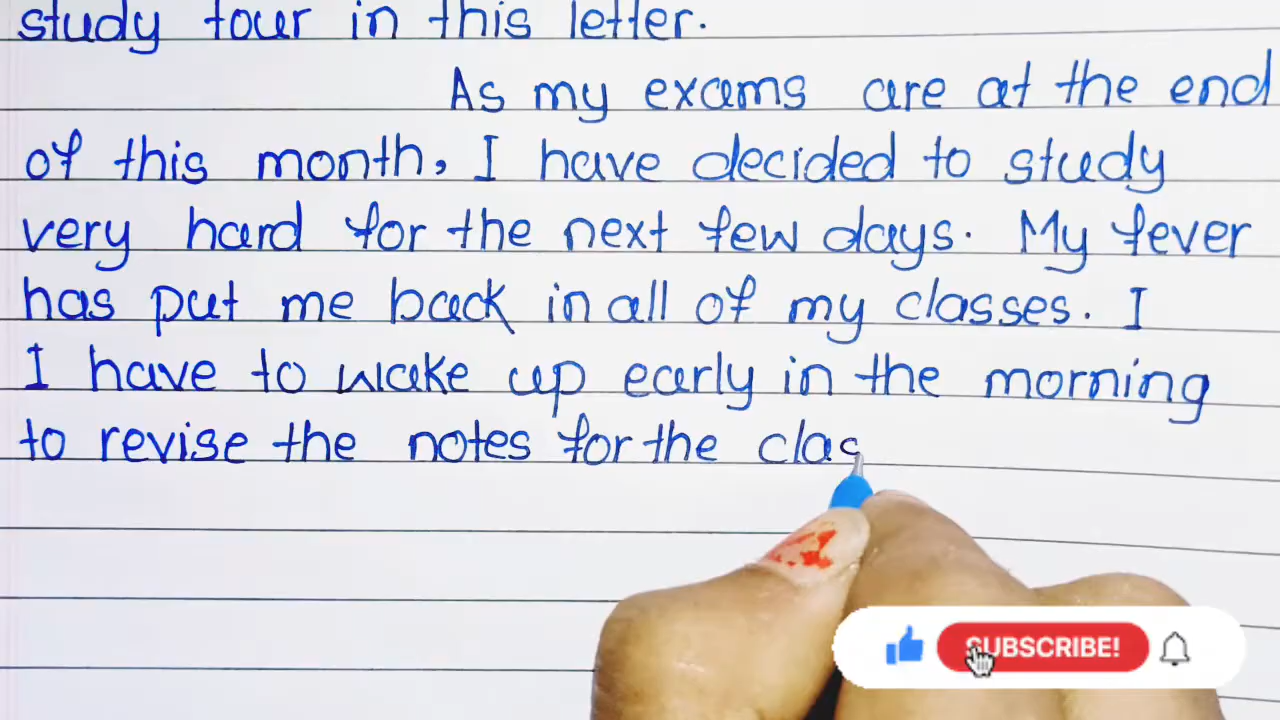 study tour in this letter.
As my exams are at the end
of this month, I have decided to study
very hard for the next few days. My fever
has put me back in all of my classes. I
I have to wake up early in the morning
to revise the notes for the clas
SUBSCRIBE!